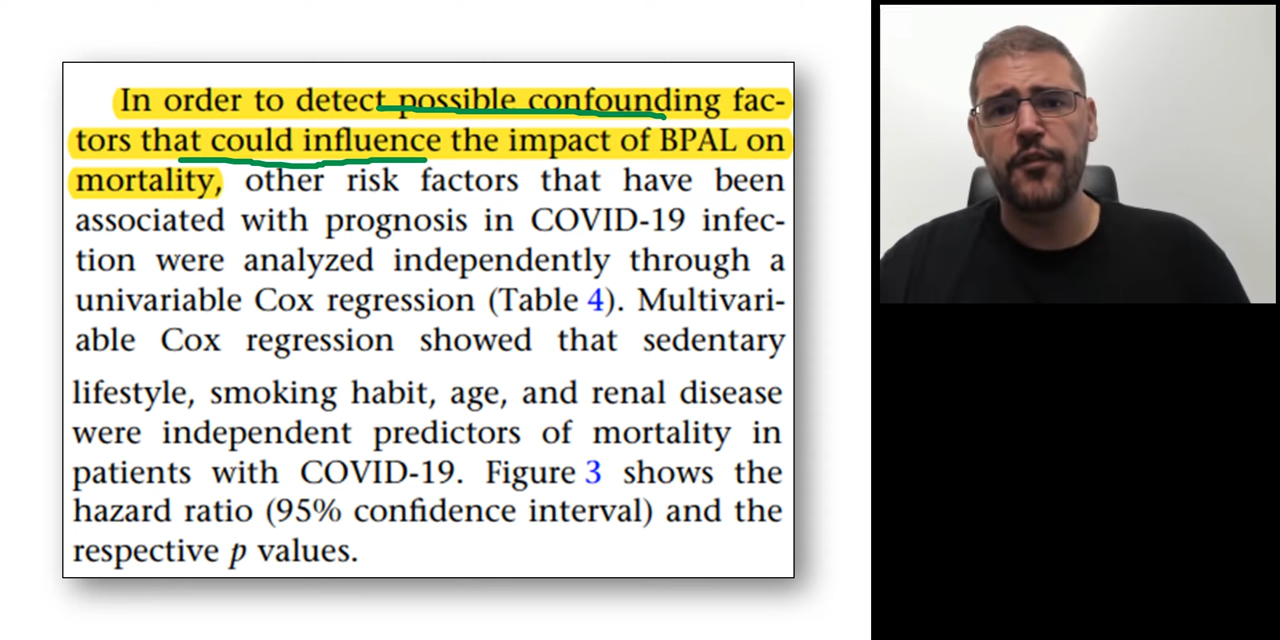 In order to detect possible confounding fac-
tors that could influence the impact of BPAL on
mortality, other risk factors that have been
associated with prognosis in COVID-19 infec-
tion were analyzed independently through a
univariable Cox regression (Table 4). Multivari-
able Cox regression showed that sedentary
lifestyle, smoking habit, age, and renal disease
were independent predictors of mortality in
patients with COVID-19. Figure 3 shows the
hazard ratio (95% confidence interval) and the
respective p values.